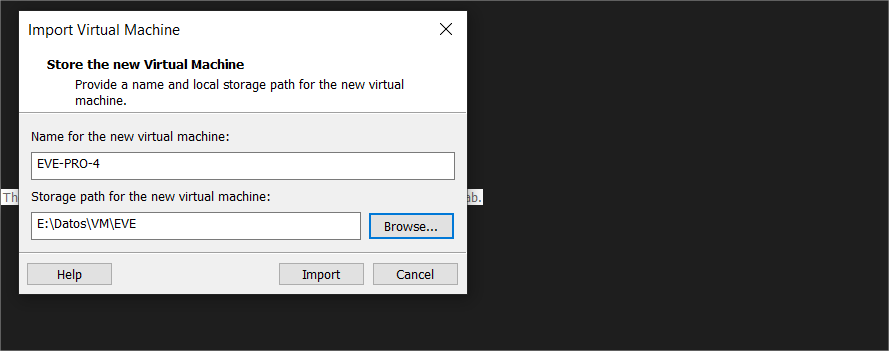 Import Virtual Machine
Store the new Virtual Machine
Provide a name and local storage path for the new virtual
machine.
Name for the new virtual machine:
EVE-PRO-4
Th
Storage path for the new virtual machine:
ab.
E:\Datos\VM\EVE
Browse...
Help
Import
Cancel